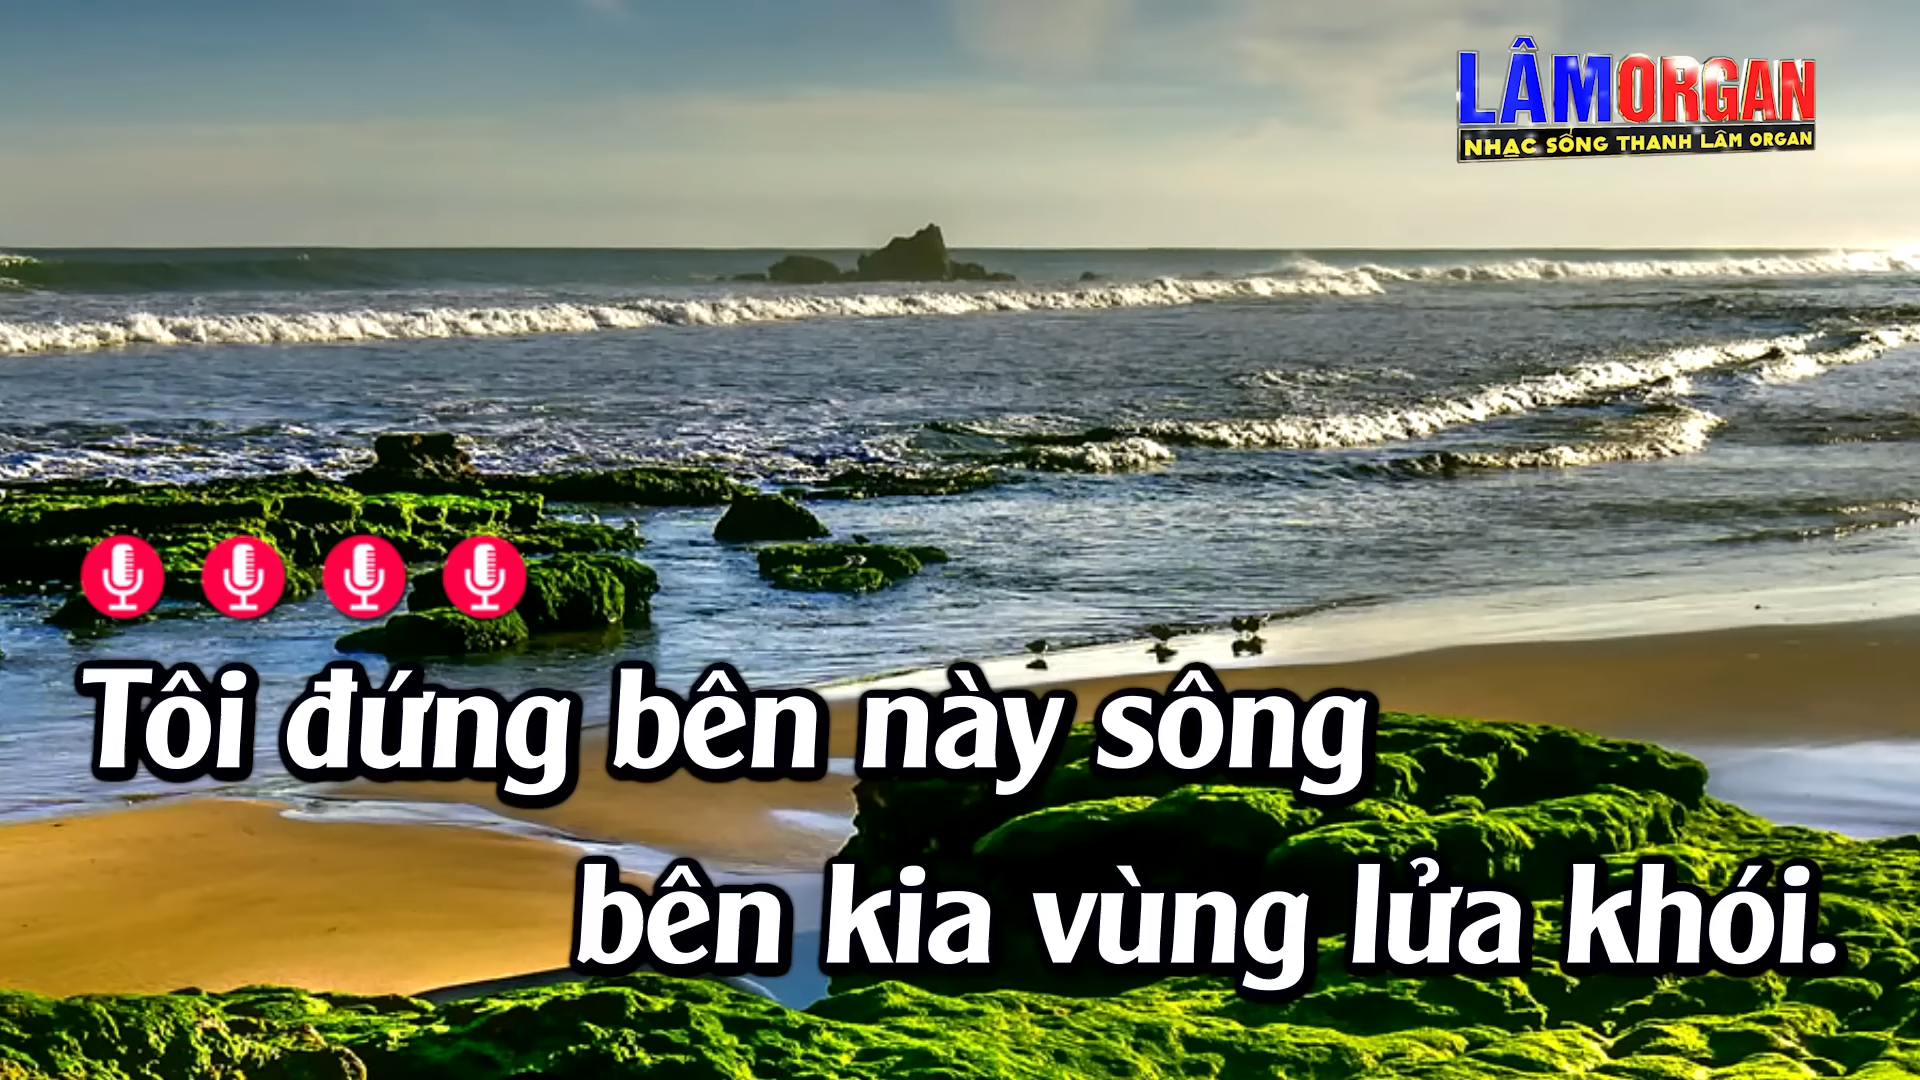 LÂMORGAN
NHẠC SỐNG THANH LÂM ORGAN
Tôi đứng bên này sông
bên kia vùng lửa khói.